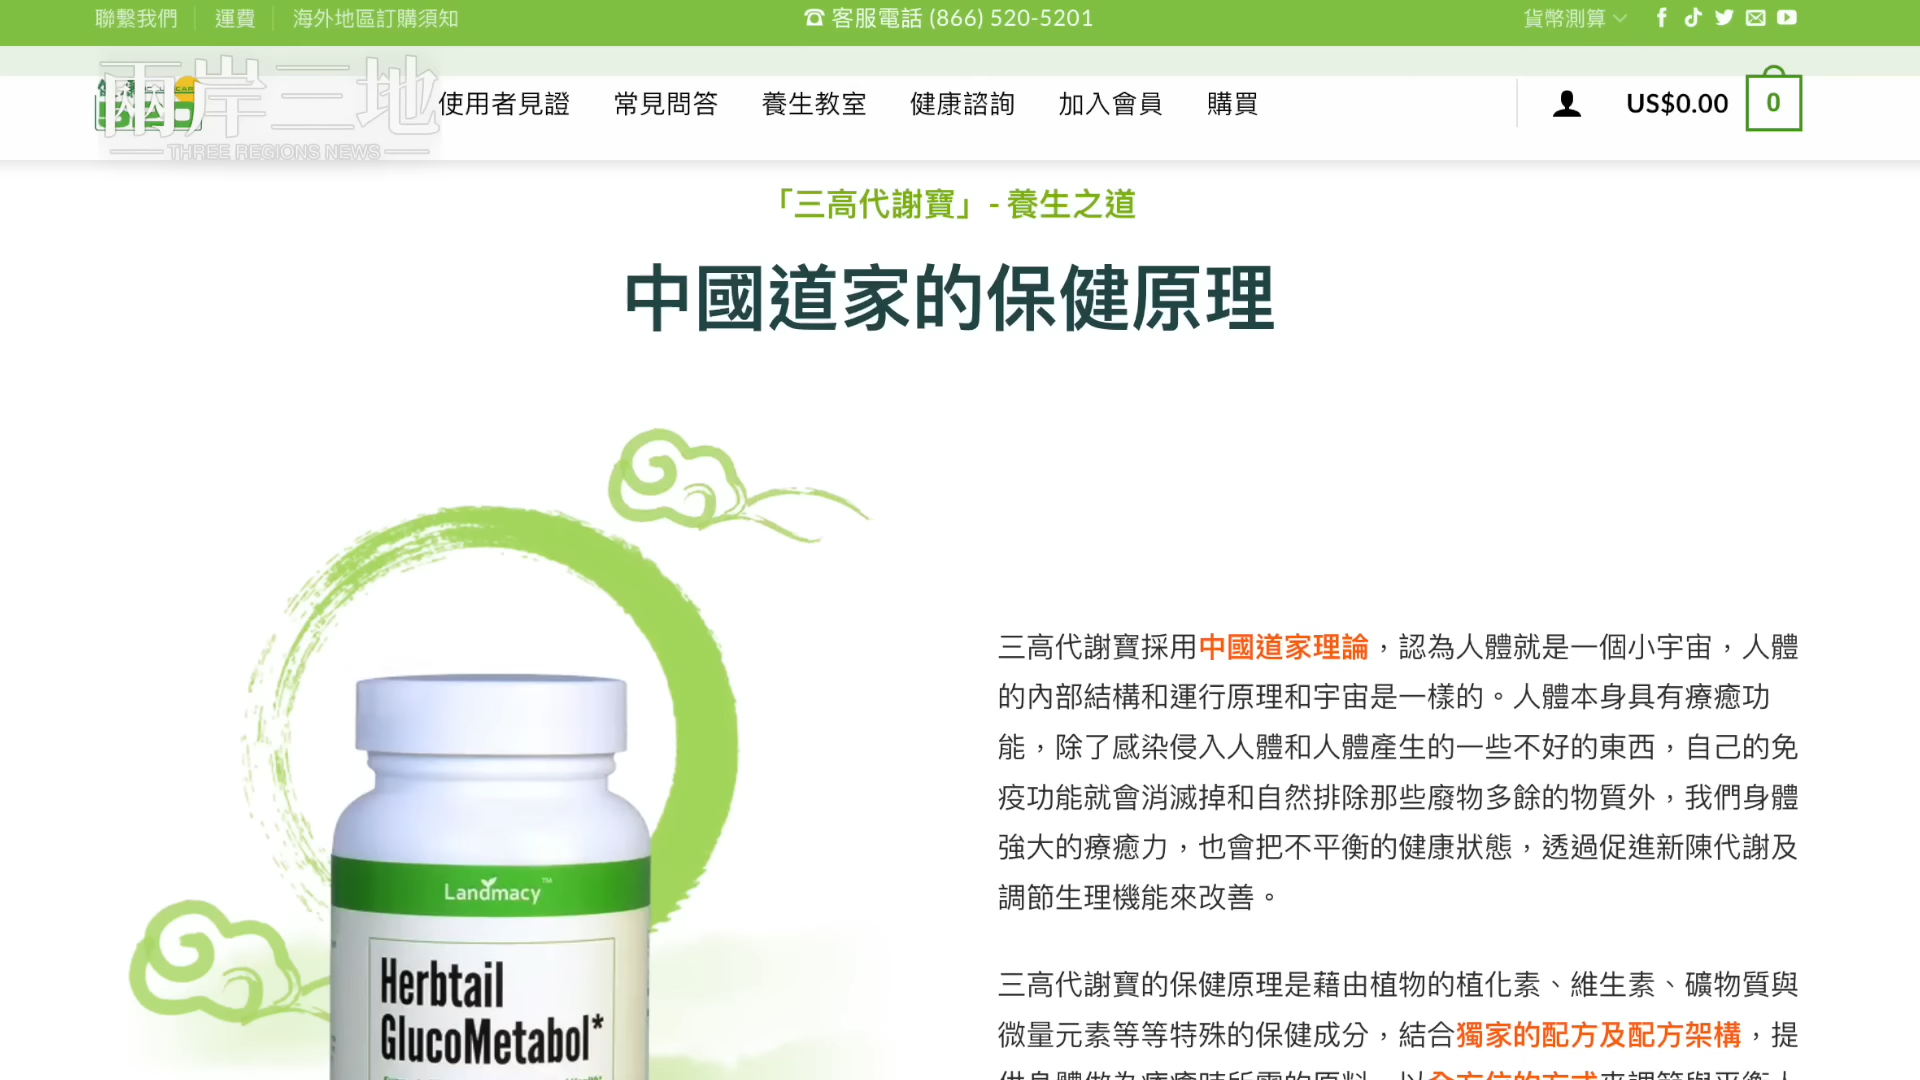 聯繫我們
運費
海外地區訂購須知
客服電話 (866) 520-5201
貨幣測算
兩岸三地
THREE REGIONS NEWS
使用者見證
常見問答
養生教室
健康諮詢
加入會員
購買
US$0.00
0
「三高代謝寶」- 養生之道
中國道家的保健原理
三高代謝寶採用中國道家理論，認為人體就是一個小宇宙，人體
的內部結構和運行原理和宇宙是一樣的。人體本身具有療癒功
能，除了感染侵入人體和人體產生的一些不好的東西，自己的免
疫功能就會消滅掉和自然排除那些廢物多餘的物質外，我們身體
強大的療癒力，也會把不平衡的健康狀態，透過促進新陳代謝及
調節生理機能來改善。
Landmacy™
Herbtail
GlucoMetabol*
三高代謝寶的保健原理是藉由植物的植化素、維生素、礦物質與
微量元素等等特殊的保健成分，結合獨家的配方及配方架構，提